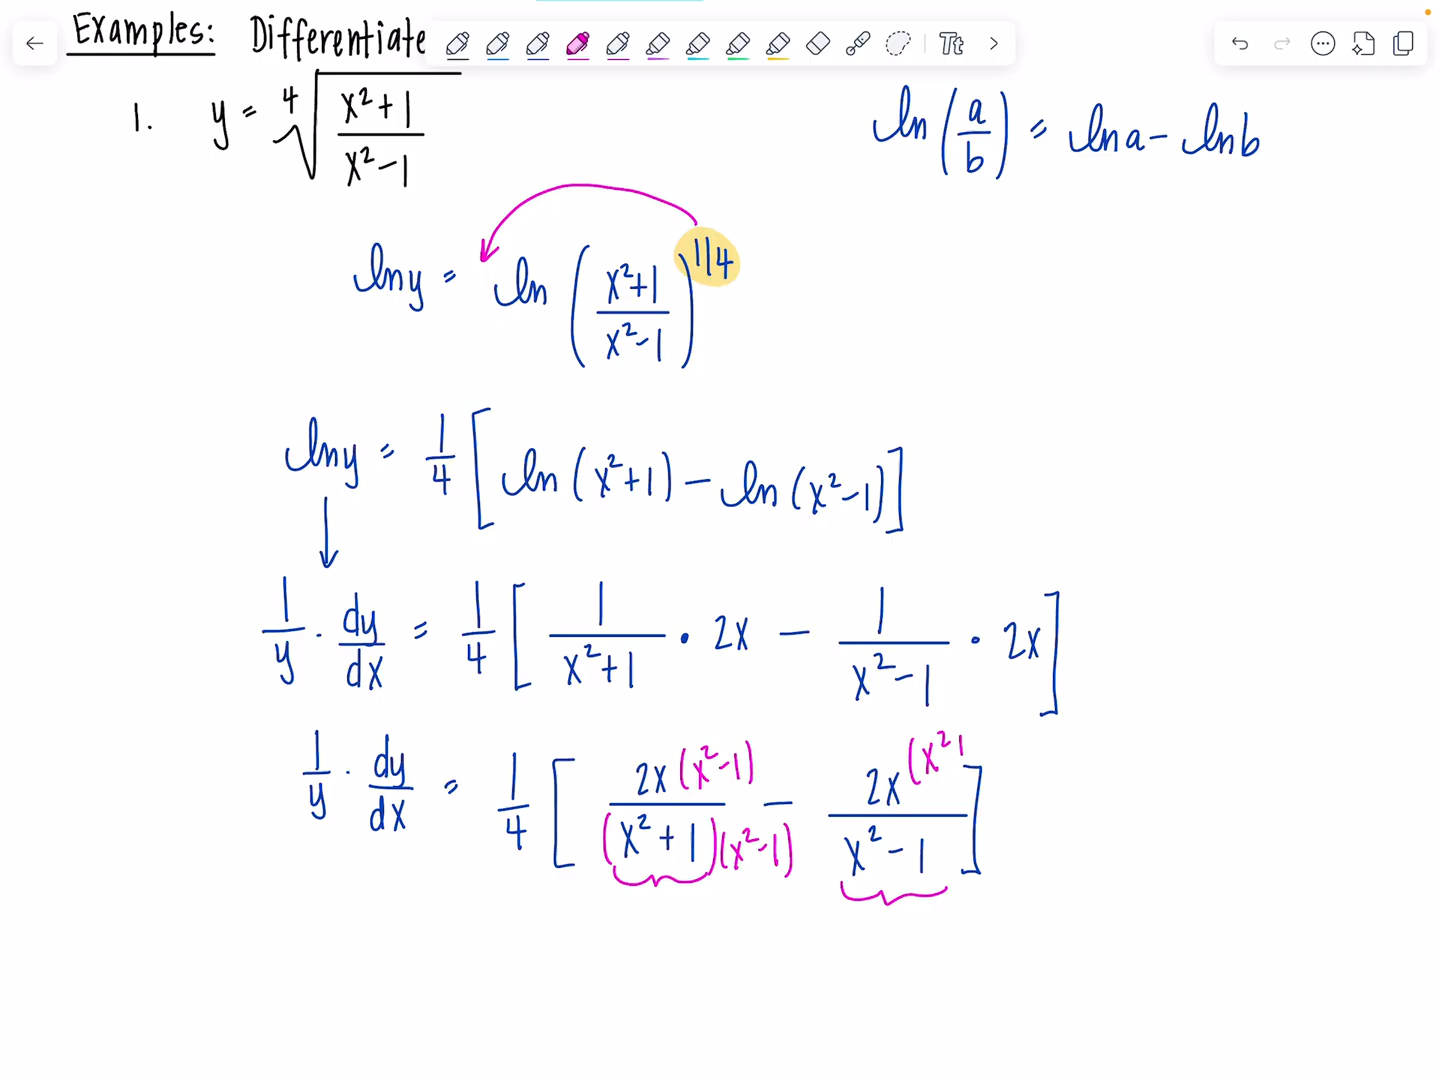 Examples: Differentiate
Tt
1. y = ⁴√((x²+1)/(x²-1))
ln(a/b) = ln a - ln b
ln y = ln ((x²+1)/(x²-1))^(1/4)
ln y = 1/4 [ln (x²+1) - ln (x²-1)]
1/y · dy/dx = 1/4 [1/(x²+1) · 2x - 1/(x²-1) · 2x]
1/y · dy/dx = 1/4 [2x(x²-1)/((x²+1)(x²-1)) - 2x(x² 1/(x²-1)]